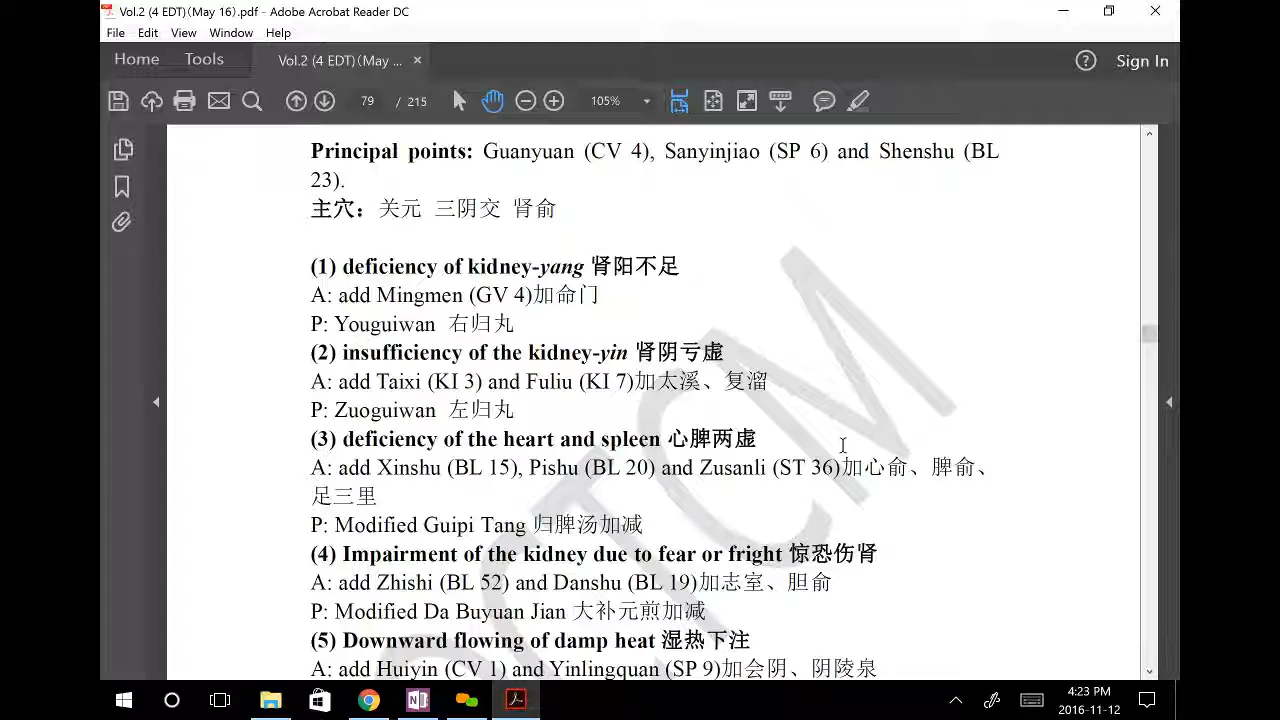 Vol.2 (4 EDT)(May 16).pdf - Adobe Acrobat Reader DC
File Edit View Window Help
Home Tools Vol.2 (4 EDT)(May ... × ? Sign In
79 / 215 105%
Principal points: Guanyuan (CV 4), Sanyinjiao (SP 6) and Shenshu (BL
23).
主穴：关元 三阴交 肾俞
(1) deficiency of kidney-yang 肾阳不足
A: add Mingmen (GV 4)加命门
P: Youguiwan 右归丸
(2) insufficiency of the kidney-yin 肾阴亏虚
A: add Taixi (KI 3) and Fuliu (KI 7)加太溪、复溜
P: Zuoguiwan 左归丸
(3) deficiency of the heart and spleen 心脾两虚
A: add Xinshu (BL 15), Pishu (BL 20) and Zusanli (ST 36)加心俞、脾俞、
足三里
P: Modified Guipi Tang 归脾汤加减
(4) Impairment of the kidney due to fear or fright 惊恐伤肾
A: add Zhishi (BL 52) and Danshu (BL 19)加志室、胆俞
P: Modified Da Buyuan Jian 大补元煎加减
(5) Downward flowing of damp heat 湿热下注
A: add Huiyin (CV 1) and Yinlingquan (SP 9)加会阴、阴陵泉
4:23 PM
2016-11-12